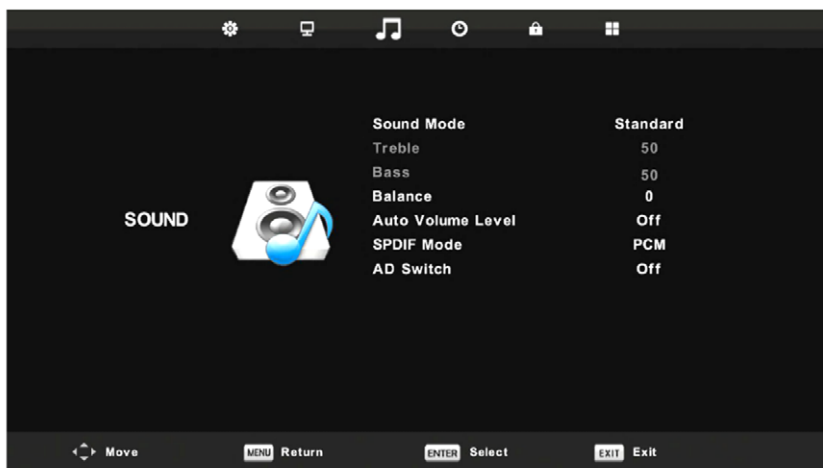 Sound Mode Standard
Treble 50
Bass 50
Balance 0
SOUND
Auto Volume Level Off
SPDIF Mode PCM
AD Switch Off
Move MENU Return ENTER Select EXIT Exit